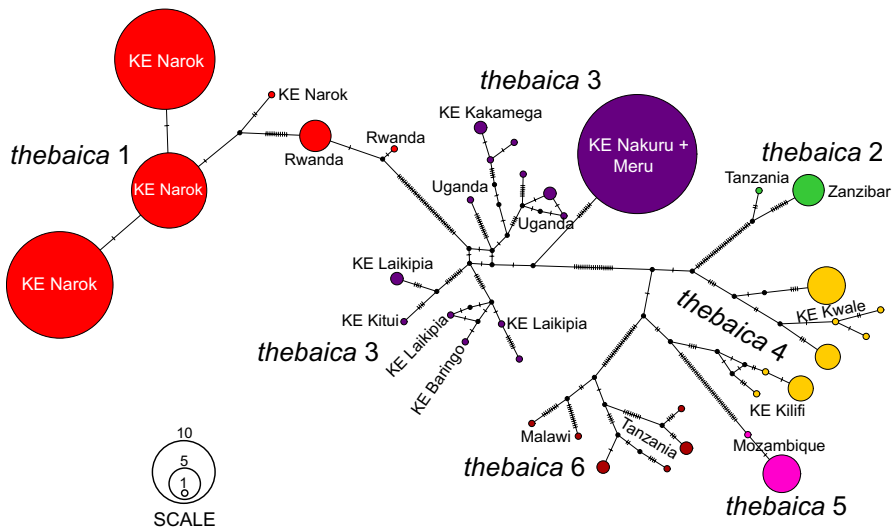 KE Narok
thebaica 1
KE Narok
KE Narok
KE Narok
Rwanda
Rwanda
thebaica 3
KE Kakamega
KE Nakuru +
Meru
Uganda
Uganda
thebaica 2
Tanzania
Zanzibar
KE Laikipia
KE Kitui
thebaica 3
KE Laikipia
KE Baringo
KE Laikipia
thebaica 4
KE Kwale
KE Kilifi
Malawi
Tanzania
thebaica 6
Mozambique
thebaica 5
10
5
1
SCALE